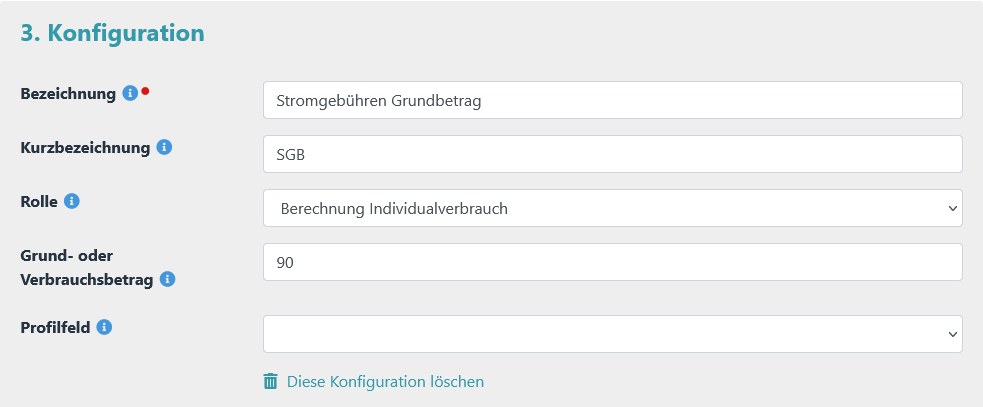 3. Konfiguration
Bezeichnung
Stromgebühren Grundbetrag
Kurzbezeichnung
SGB
Rolle
Berechnung Individualverbrauch
Grund- oder
Verbrauchsbetrag
90
Profilfeld
Diese Konfiguration löschen